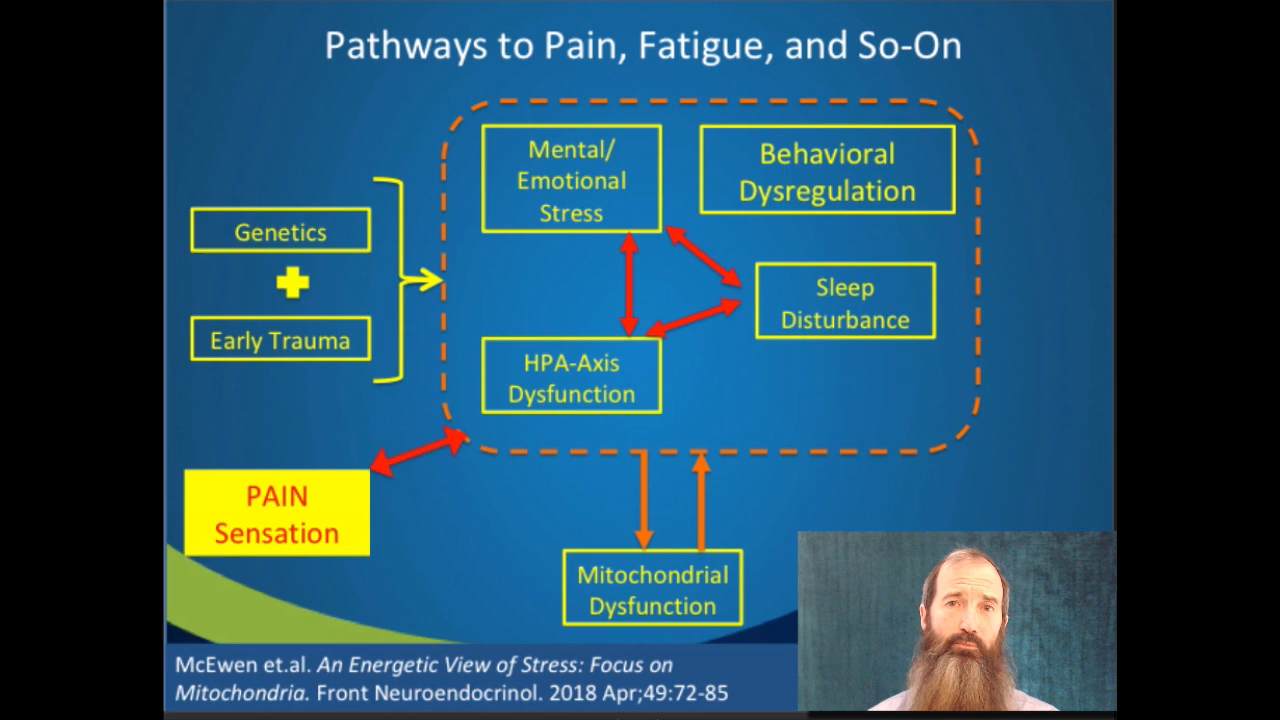 Pathways to Pain, Fatigue, and So-On
Mental/
Emotional
Stress
Behavioral
Dysregulation
Genetics
Early Trauma
Sleep
Disturbance
HPA-Axis
Dysfunction
PAIN
Sensation
Mitochondrial
Dysfunction
McEwen et.al. An Energetic View of Stress: Focus on
Mitochondria. Front Neuroendocrinol. 2018 Apr;49:72-85